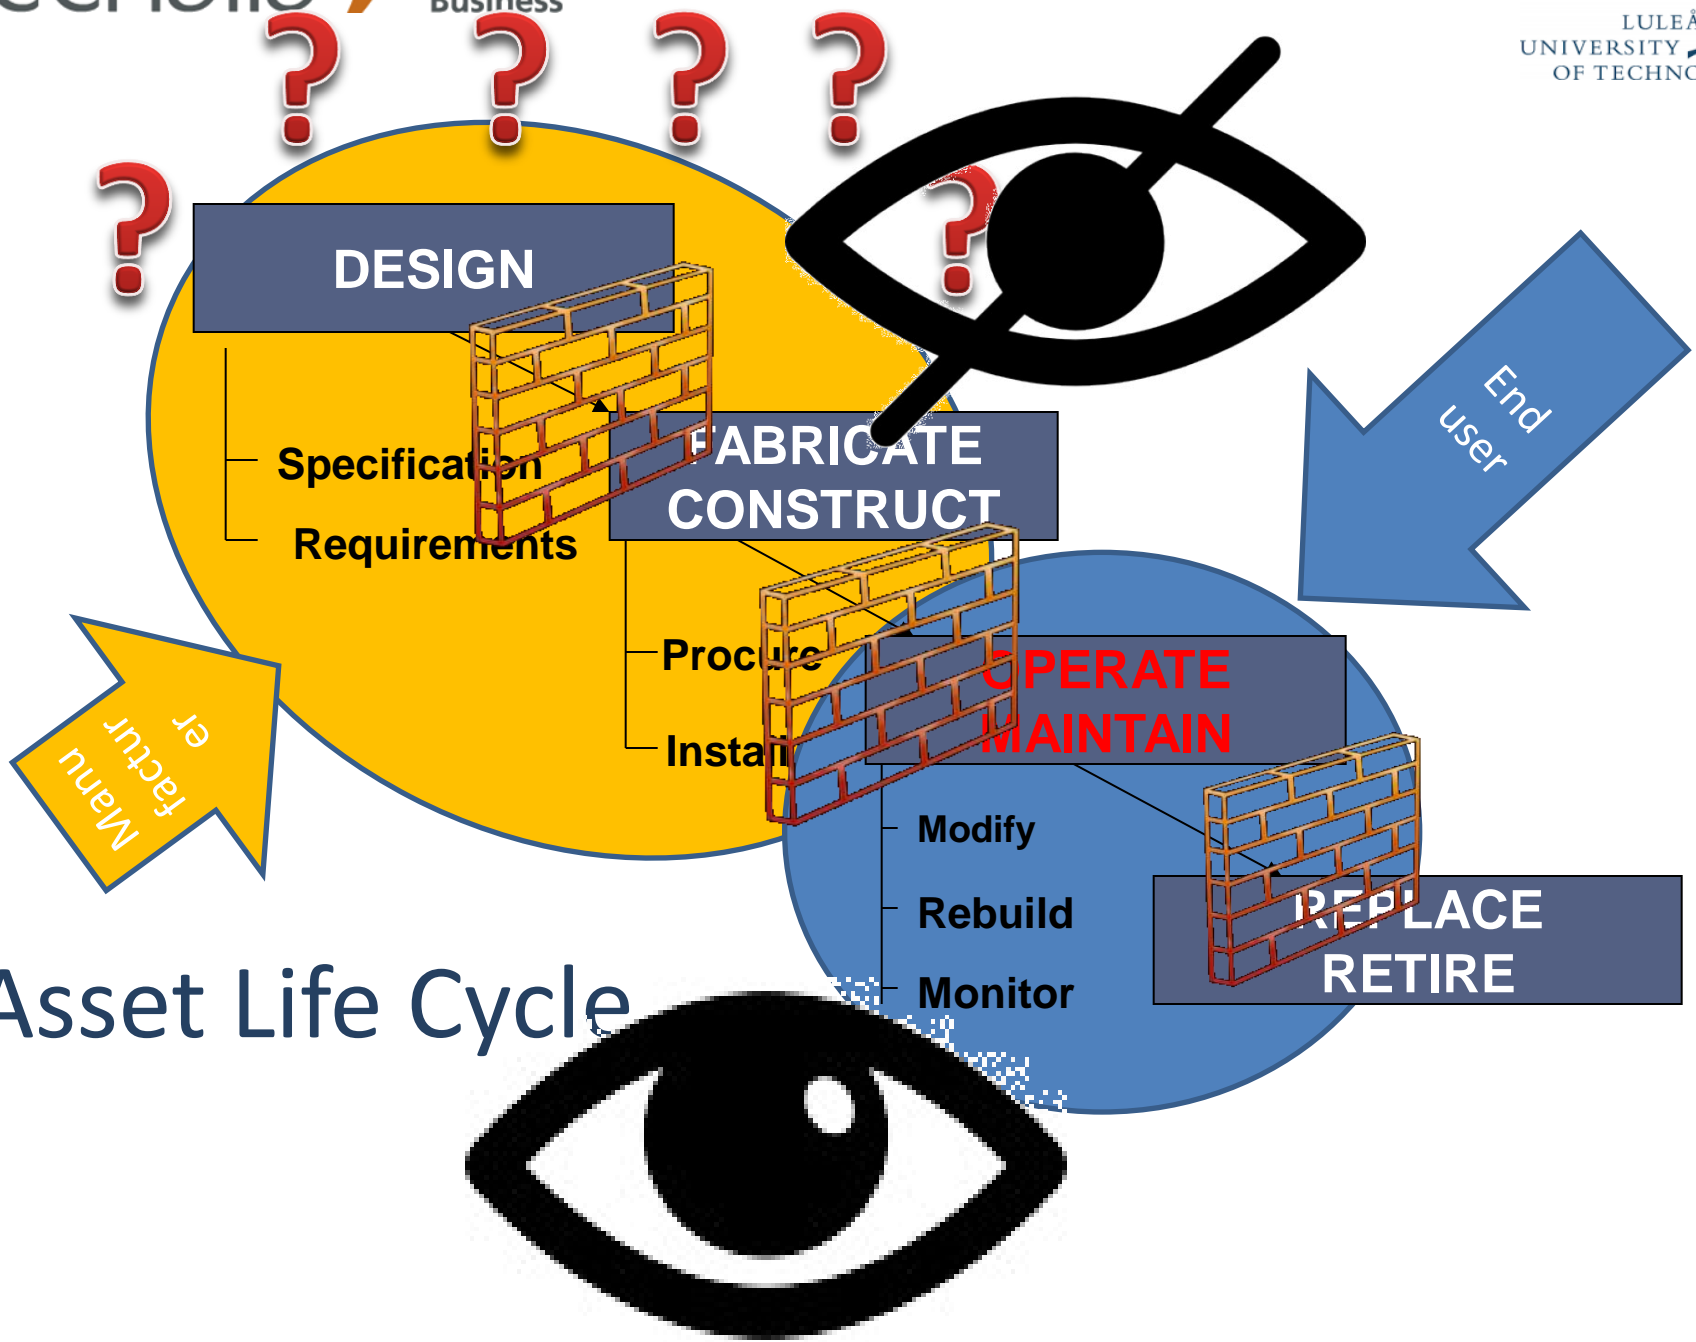 Business
LULEÅ
UNIVERSITY
OF
? ? ? ?
? ?
DESIGN
Specification
Requirements
FABRICATE
CONSTRUCT
Procure
Install
OPERATE
MAINTAIN
Modify
Rebuild
Monitor
REPLACE
RETIRE
End
user
Manu
factur
er
Asset Life Cycle